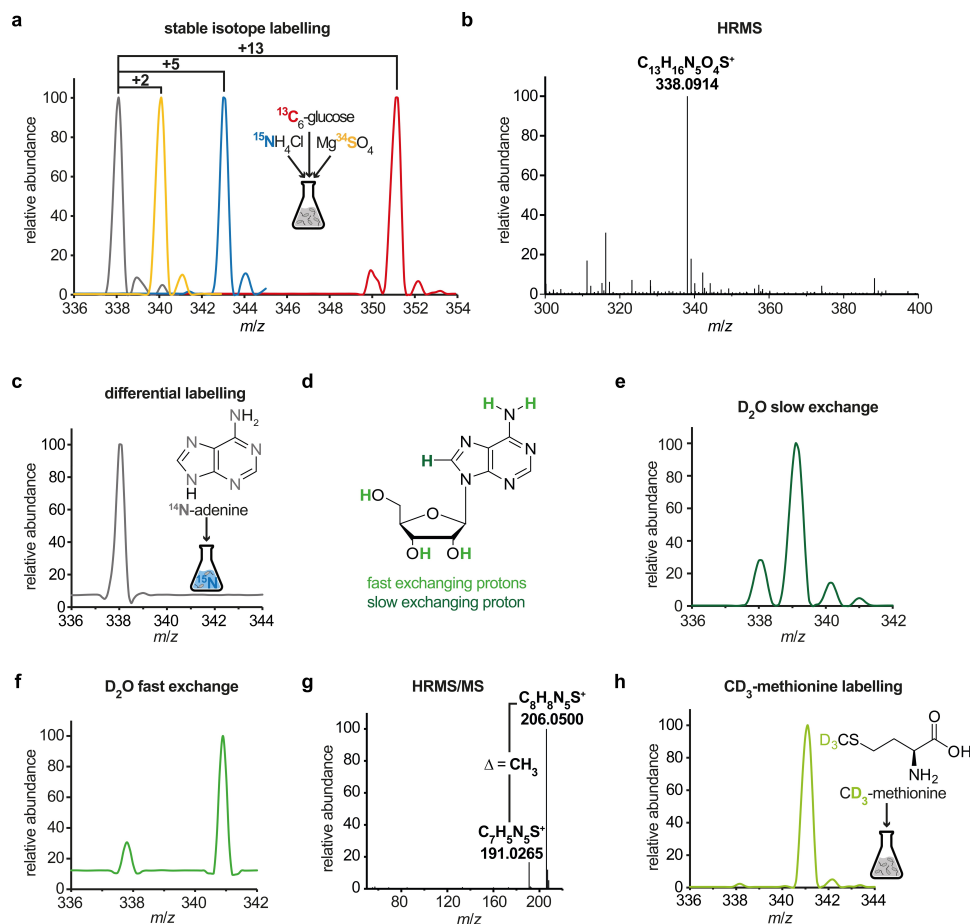 a
stable isotope labelling
+13
+5
+2
relative abundance
100
80
60
40
20
0
336 338 340 342 344 346 348 350 352 354
m/z
¹³C₆-glucose
¹⁵NH₄Cl Mg³⁴SO₄
b
HRMS
C₁₃H₁₆N₅O₄S⁺
338.0914
relative abundance
100
80
60
40
20
0
300 320 340 360 380 400
m/z
c
differential labelling
relative abundance
100
80
60
40
20
0
336 338 340 342 344
m/z
NH₂
N N
N N
H
¹⁴N-adenine
¹⁵N
d
H H
N
N N
H
N N
HO
O
OH OH
fast exchanging protons
slow exchanging proton
e
D₂O slow exchange
relative abundance
100
80
60
40
20
0
336 338 340 342
m/z
f
D₂O fast exchange
relative abundance
100
80
60
40
20
0
336 338 340 342
m/z
g
HRMS/MS
C₈H₈N₅S⁺
206.0500
Δ = CH₃
C₇H₅N₅S⁺
191.0265
relative abundance
100
80
60
40
20
0
80 120 160 200
m/z
h
CD₃-methionine labelling
relative abundance
100
80
60
40
20
0
336 338 340 342 344
m/z
O
D₃CS OH
NH₂
CD₃-methionine